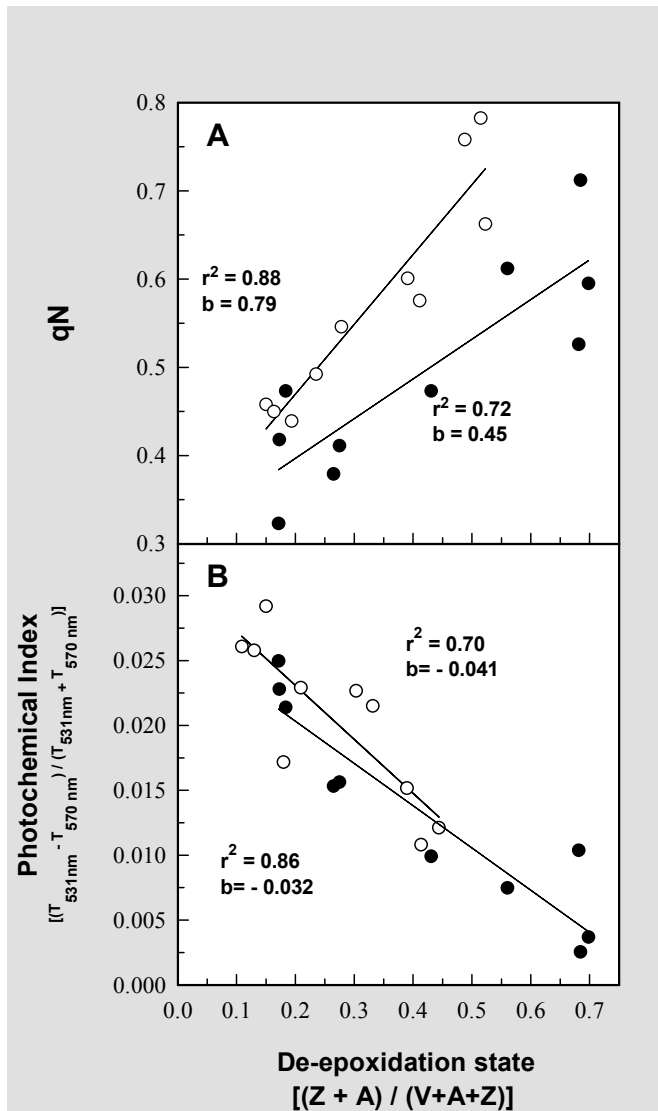 0.8
A
0.7
r² = 0.88
b = 0.79
0.6
qN
0.5
r² = 0.72
b = 0.45
0.4
0.3
B
0.030
r² = 0.70
b= - 0.041
0.025
0.020
Photochemical Index
[(T531nm - T570 nm) / (T531nm + T570 nm)]
0.015
0.010
r² = 0.86
b= - 0.032
0.005
0.000
0.0 0.1 0.2 0.3 0.4 0.5 0.6 0.7
De-epoxidation state
[(Z + A) / (V+A+Z)]